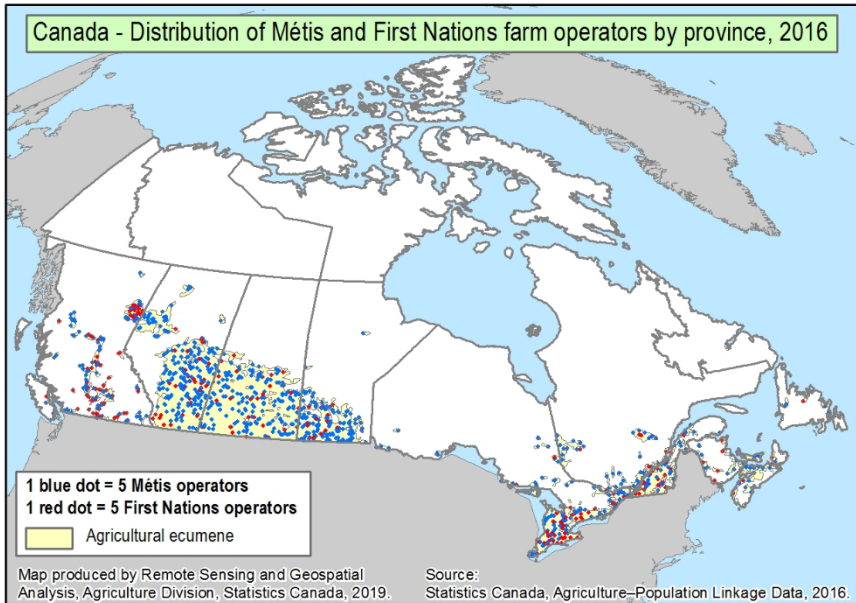 Canada - Distribution of Métis and First Nations farm operators by province, 2016
1 blue dot = 5 Métis operators
1 red dot = 5 First Nations operators
Agricultural ecumene
Map produced by Remote Sensing and Geospatial
Analysis, Agriculture Division, Statistics Canada, 2019.
Source:
Statistics Canada, Agriculture–Population Linkage Data, 2016.